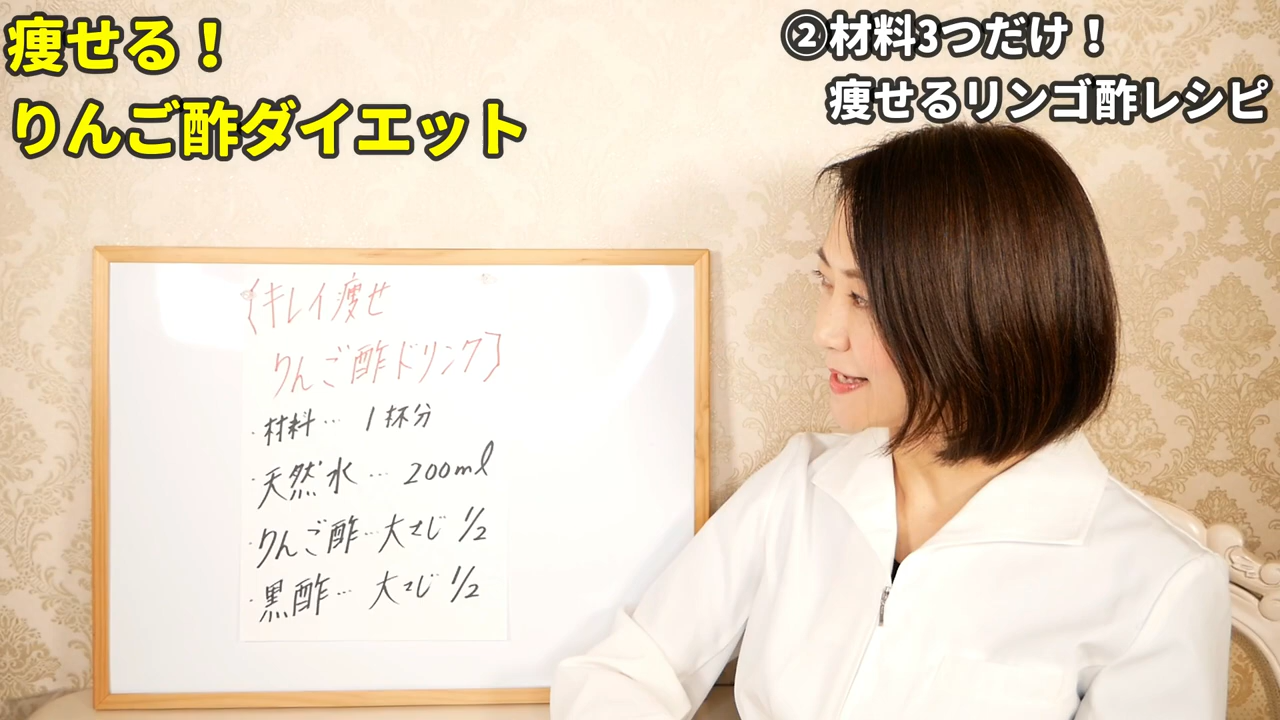 痩せる！
りんご酢ダイエット
②材料3つだけ！
痩せるリンゴ酢レシピ
〔キレイ痩せ
りんご酢ドリンク〕
・材料… 1杯分
・天然水… 200ml
・りんご酢…大さじ 1/2
・黒酢… 大さじ 1/2